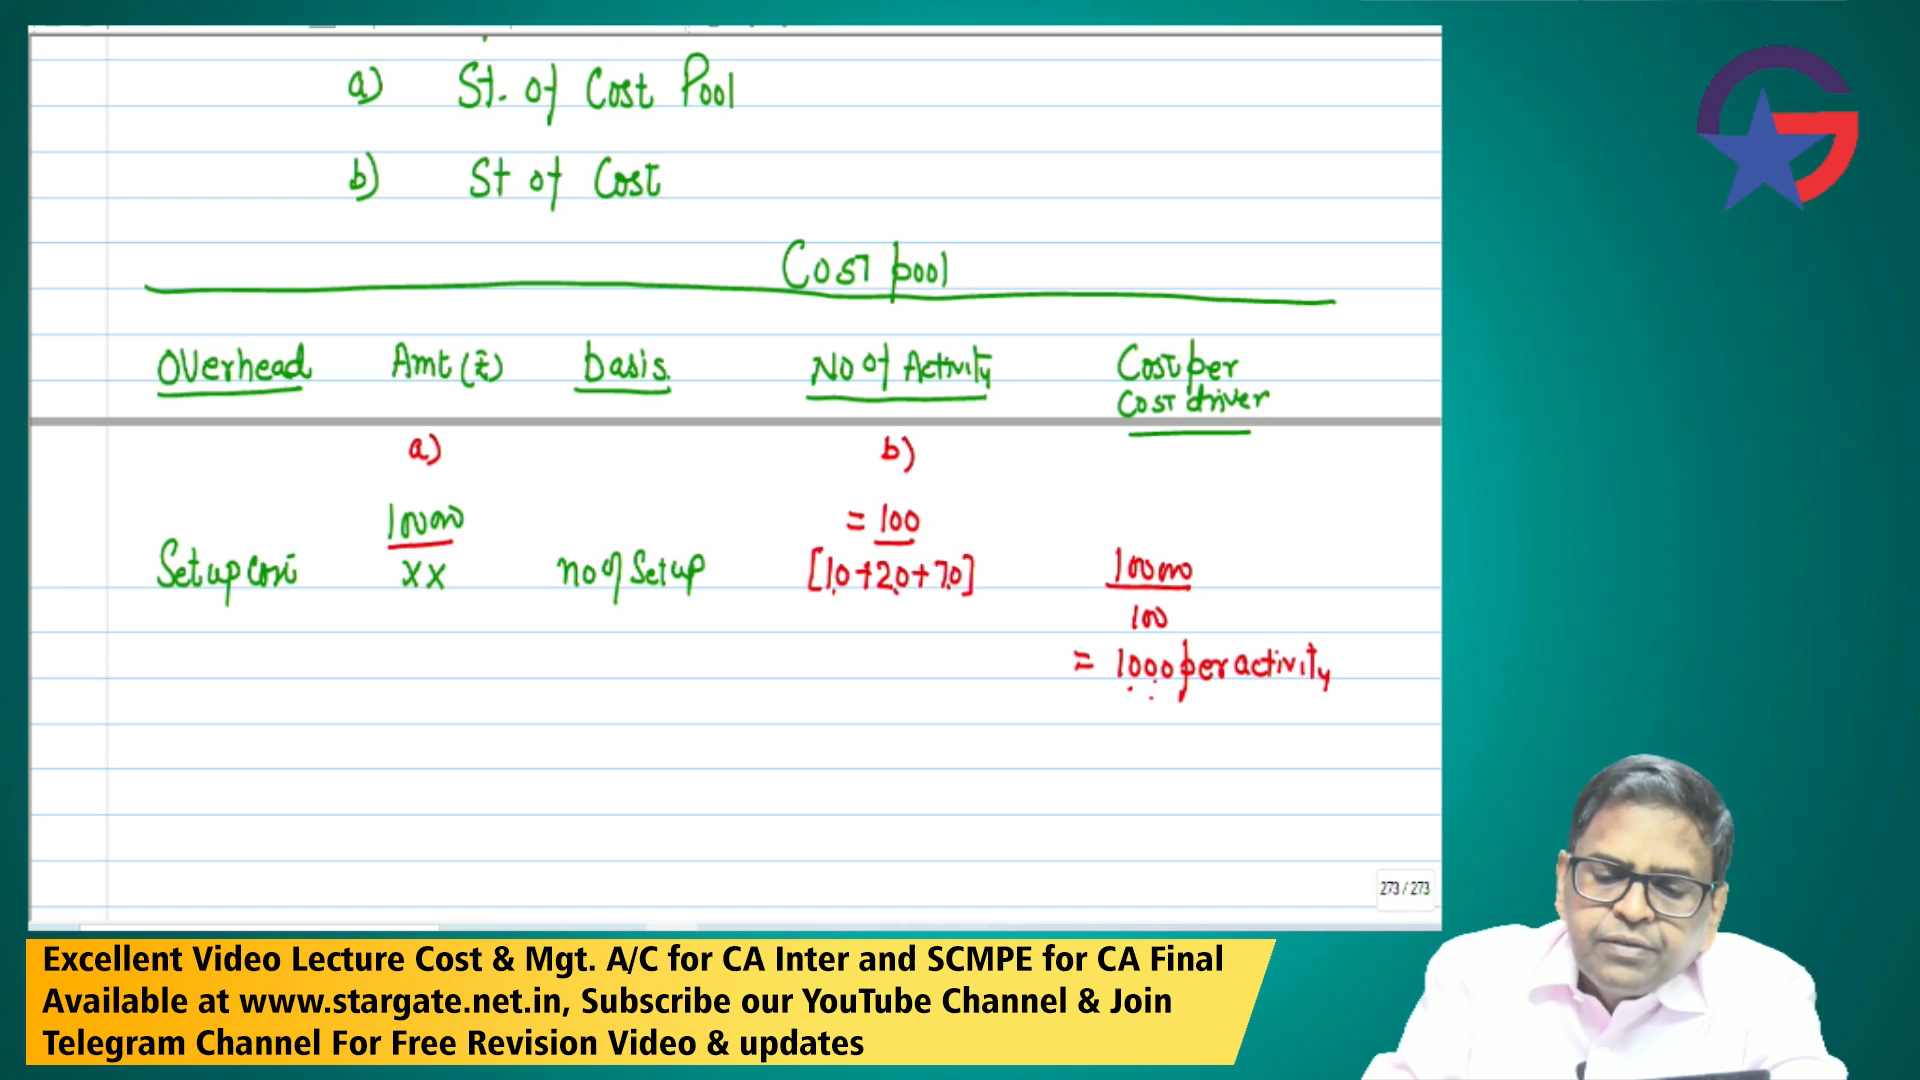 a) St. of Cost Pool
b) St of Cost
Cost pool
Overhead Amt (₹) basis. No of Activity Cost per cost driver
a) b)
100000 = 100
Set up cost XX no of Setup [10+20+70] 100000
100
= 1000 per activity
273 / 273
Excellent Video Lecture Cost & Mgt. A/C for CA Inter and SCMPE for CA Final
Available at www.stargate.net.in, Subscribe our YouTube Channel & Join
Telegram Channel For Free Revision Video & updates